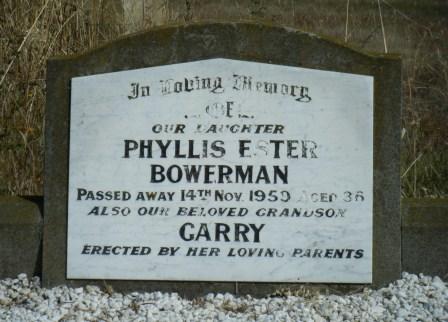 In Loving Memory
OF
OUR DAUGHTER
PHYLLIS ESTER
BOWERMAN
PASSED AWAY 14TH NOV. 1950 AGED 36
ALSO OUR BELOVED GRANDSON
GARRY
ERECTED BY HER LOVING PARENTS